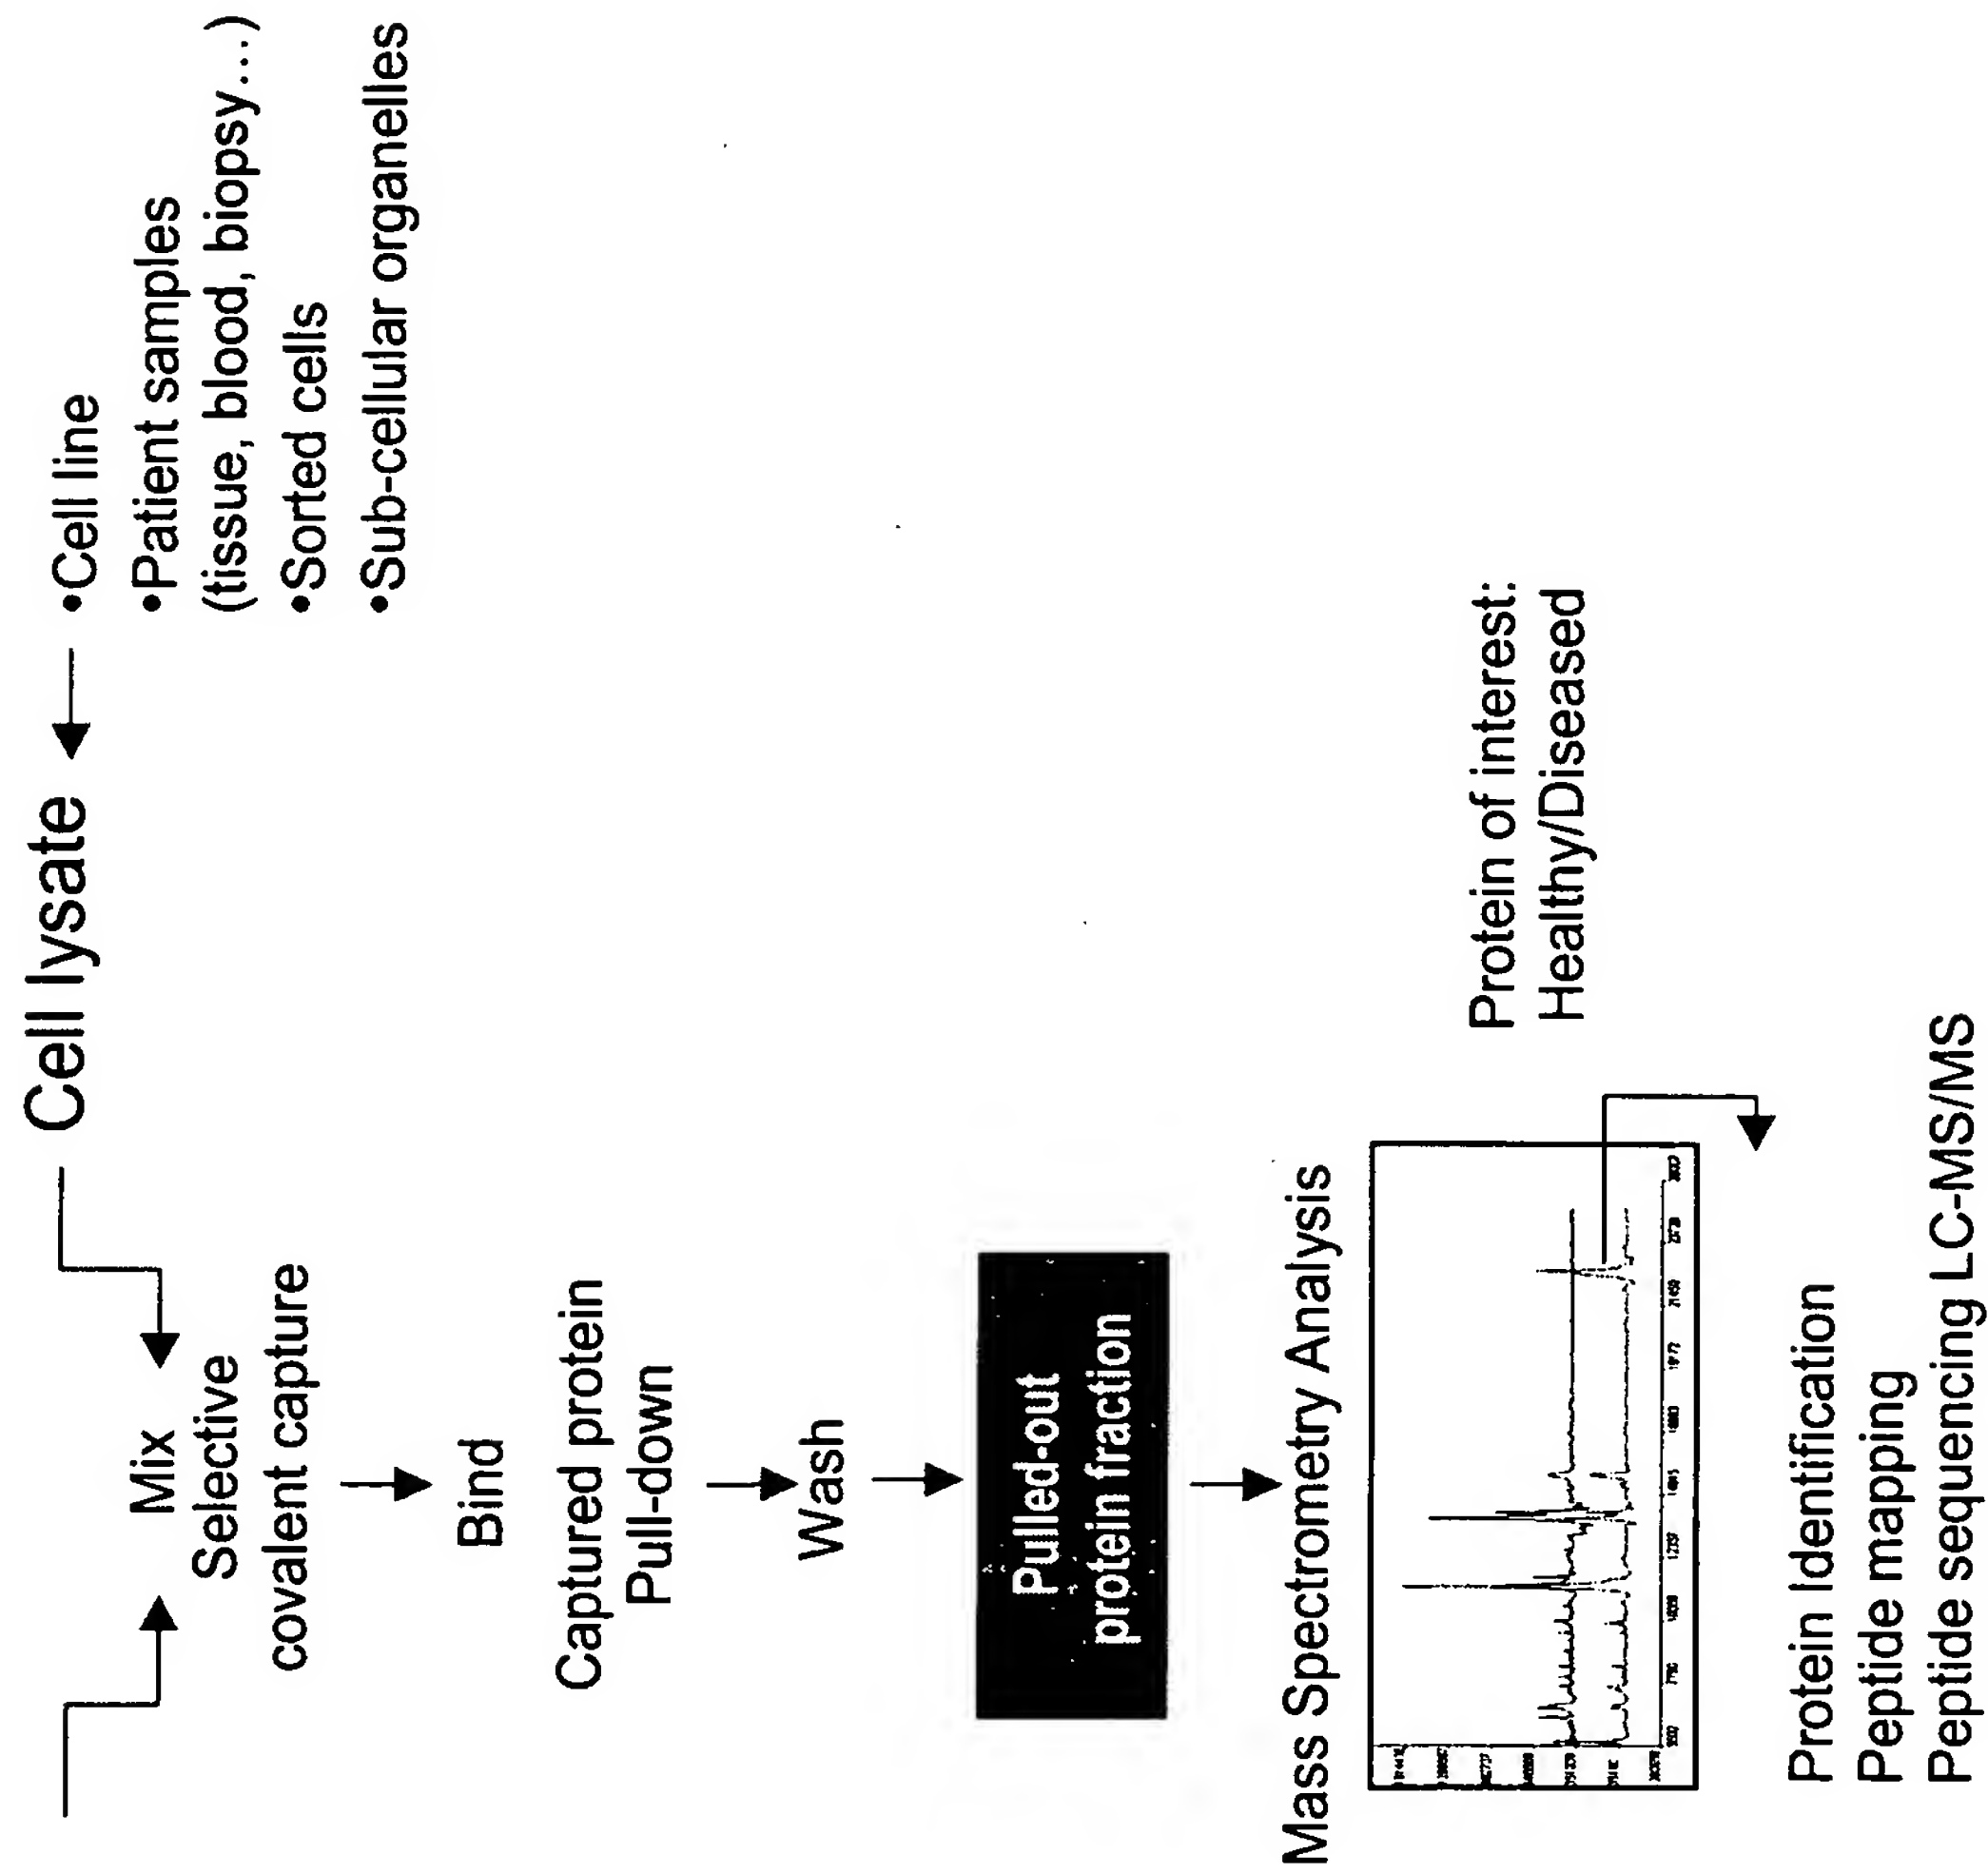 Cell lysate
•Cell line
•Patient samples
(tissue, blood, biopsy...)
•Sorted cells
•Sub-cellular organelles
Mix
Selective
covalent capture
Bind
Captured protein
Pull-down
Wash
Pulled-out
protein fraction
Mass Spectrometry Analysis
Protein of interest:
Healthy/Diseased
Protein Identification
Peptide mapping
Peptide sequencing LC-MS/MS